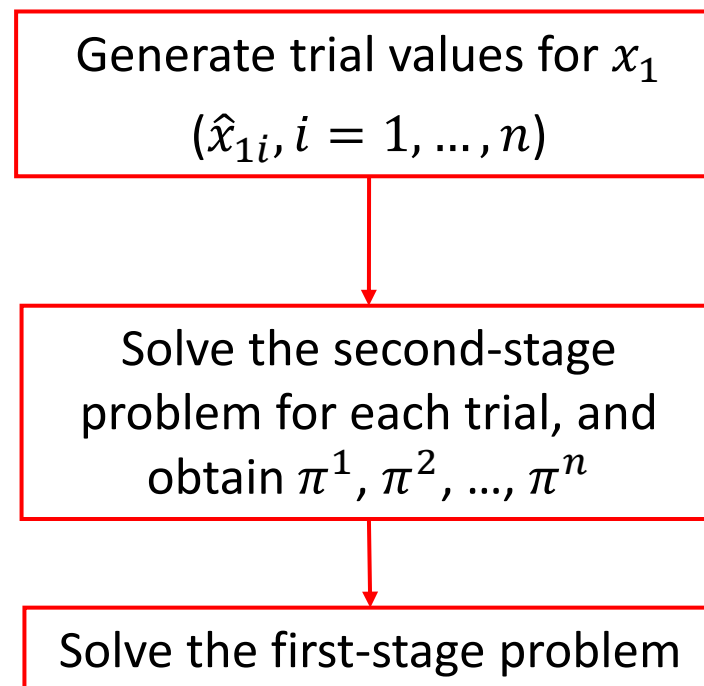 Generate trial values for x₁
(x̂₁ᵢ, i = 1, ..., n)
Solve the second-stage
problem for each trial, and
obtain π¹, π², ..., πⁿ
Solve the first-stage problem